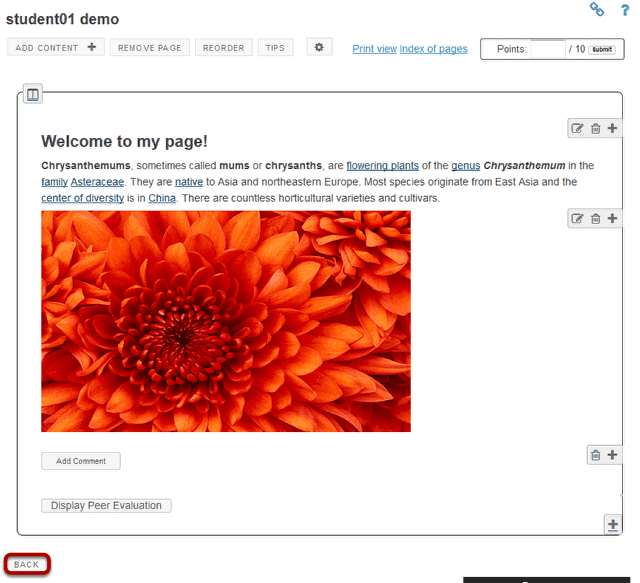 student01 demo
?
ADD CONTENT + REMOVE PAGE REORDER TIPS Print view Index of pages Points: / 10 Submit
Welcome to my page!
Chrysanthemums, sometimes called mums or chrysanths, are flowering plants of the genus Chrysanthemum in the
family Asteraceae. They are native to Asia and northeastern Europe. Most species originate from East Asia and the
center of diversity is in China. There are countless horticultural varieties and cultivars.
Add Comment
Display Peer Evaluation
BACK